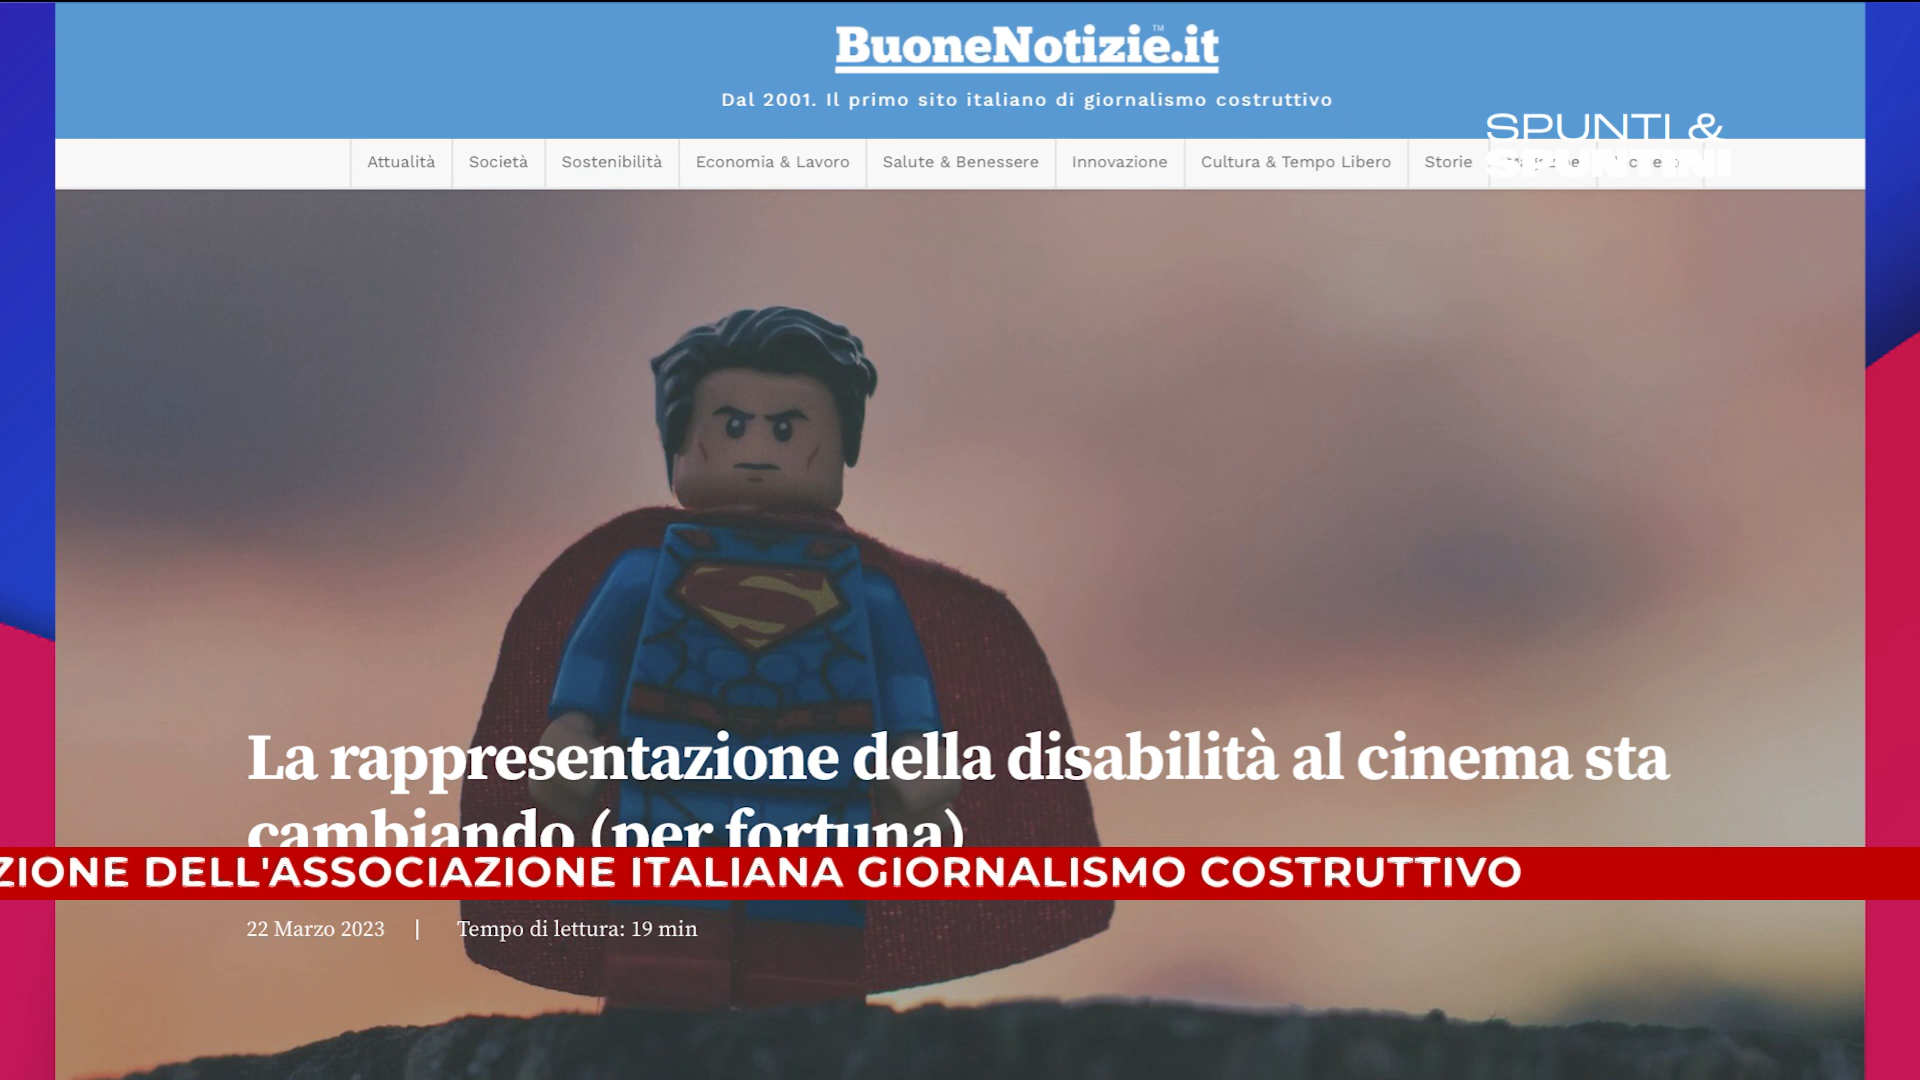 BuoneNotizie.it
TM
Dal 2001. Il primo sito italiano di giornalismo costruttivo
SPUNTI &
SPUNTINI
Attualità
Società
Sostenibilità
Economia & Lavoro
Salute & Benessere
Innovazione
Cultura & Tempo Libero
Storie
La rappresentazione della disabilità al cinema sta
cambiando (per fortuna)
ZIONE DELL'ASSOCIAZIONE ITALIANA GIORNALISMO COSTRUTTIVO
22 Marzo 2023 | Tempo di lettura: 19 min